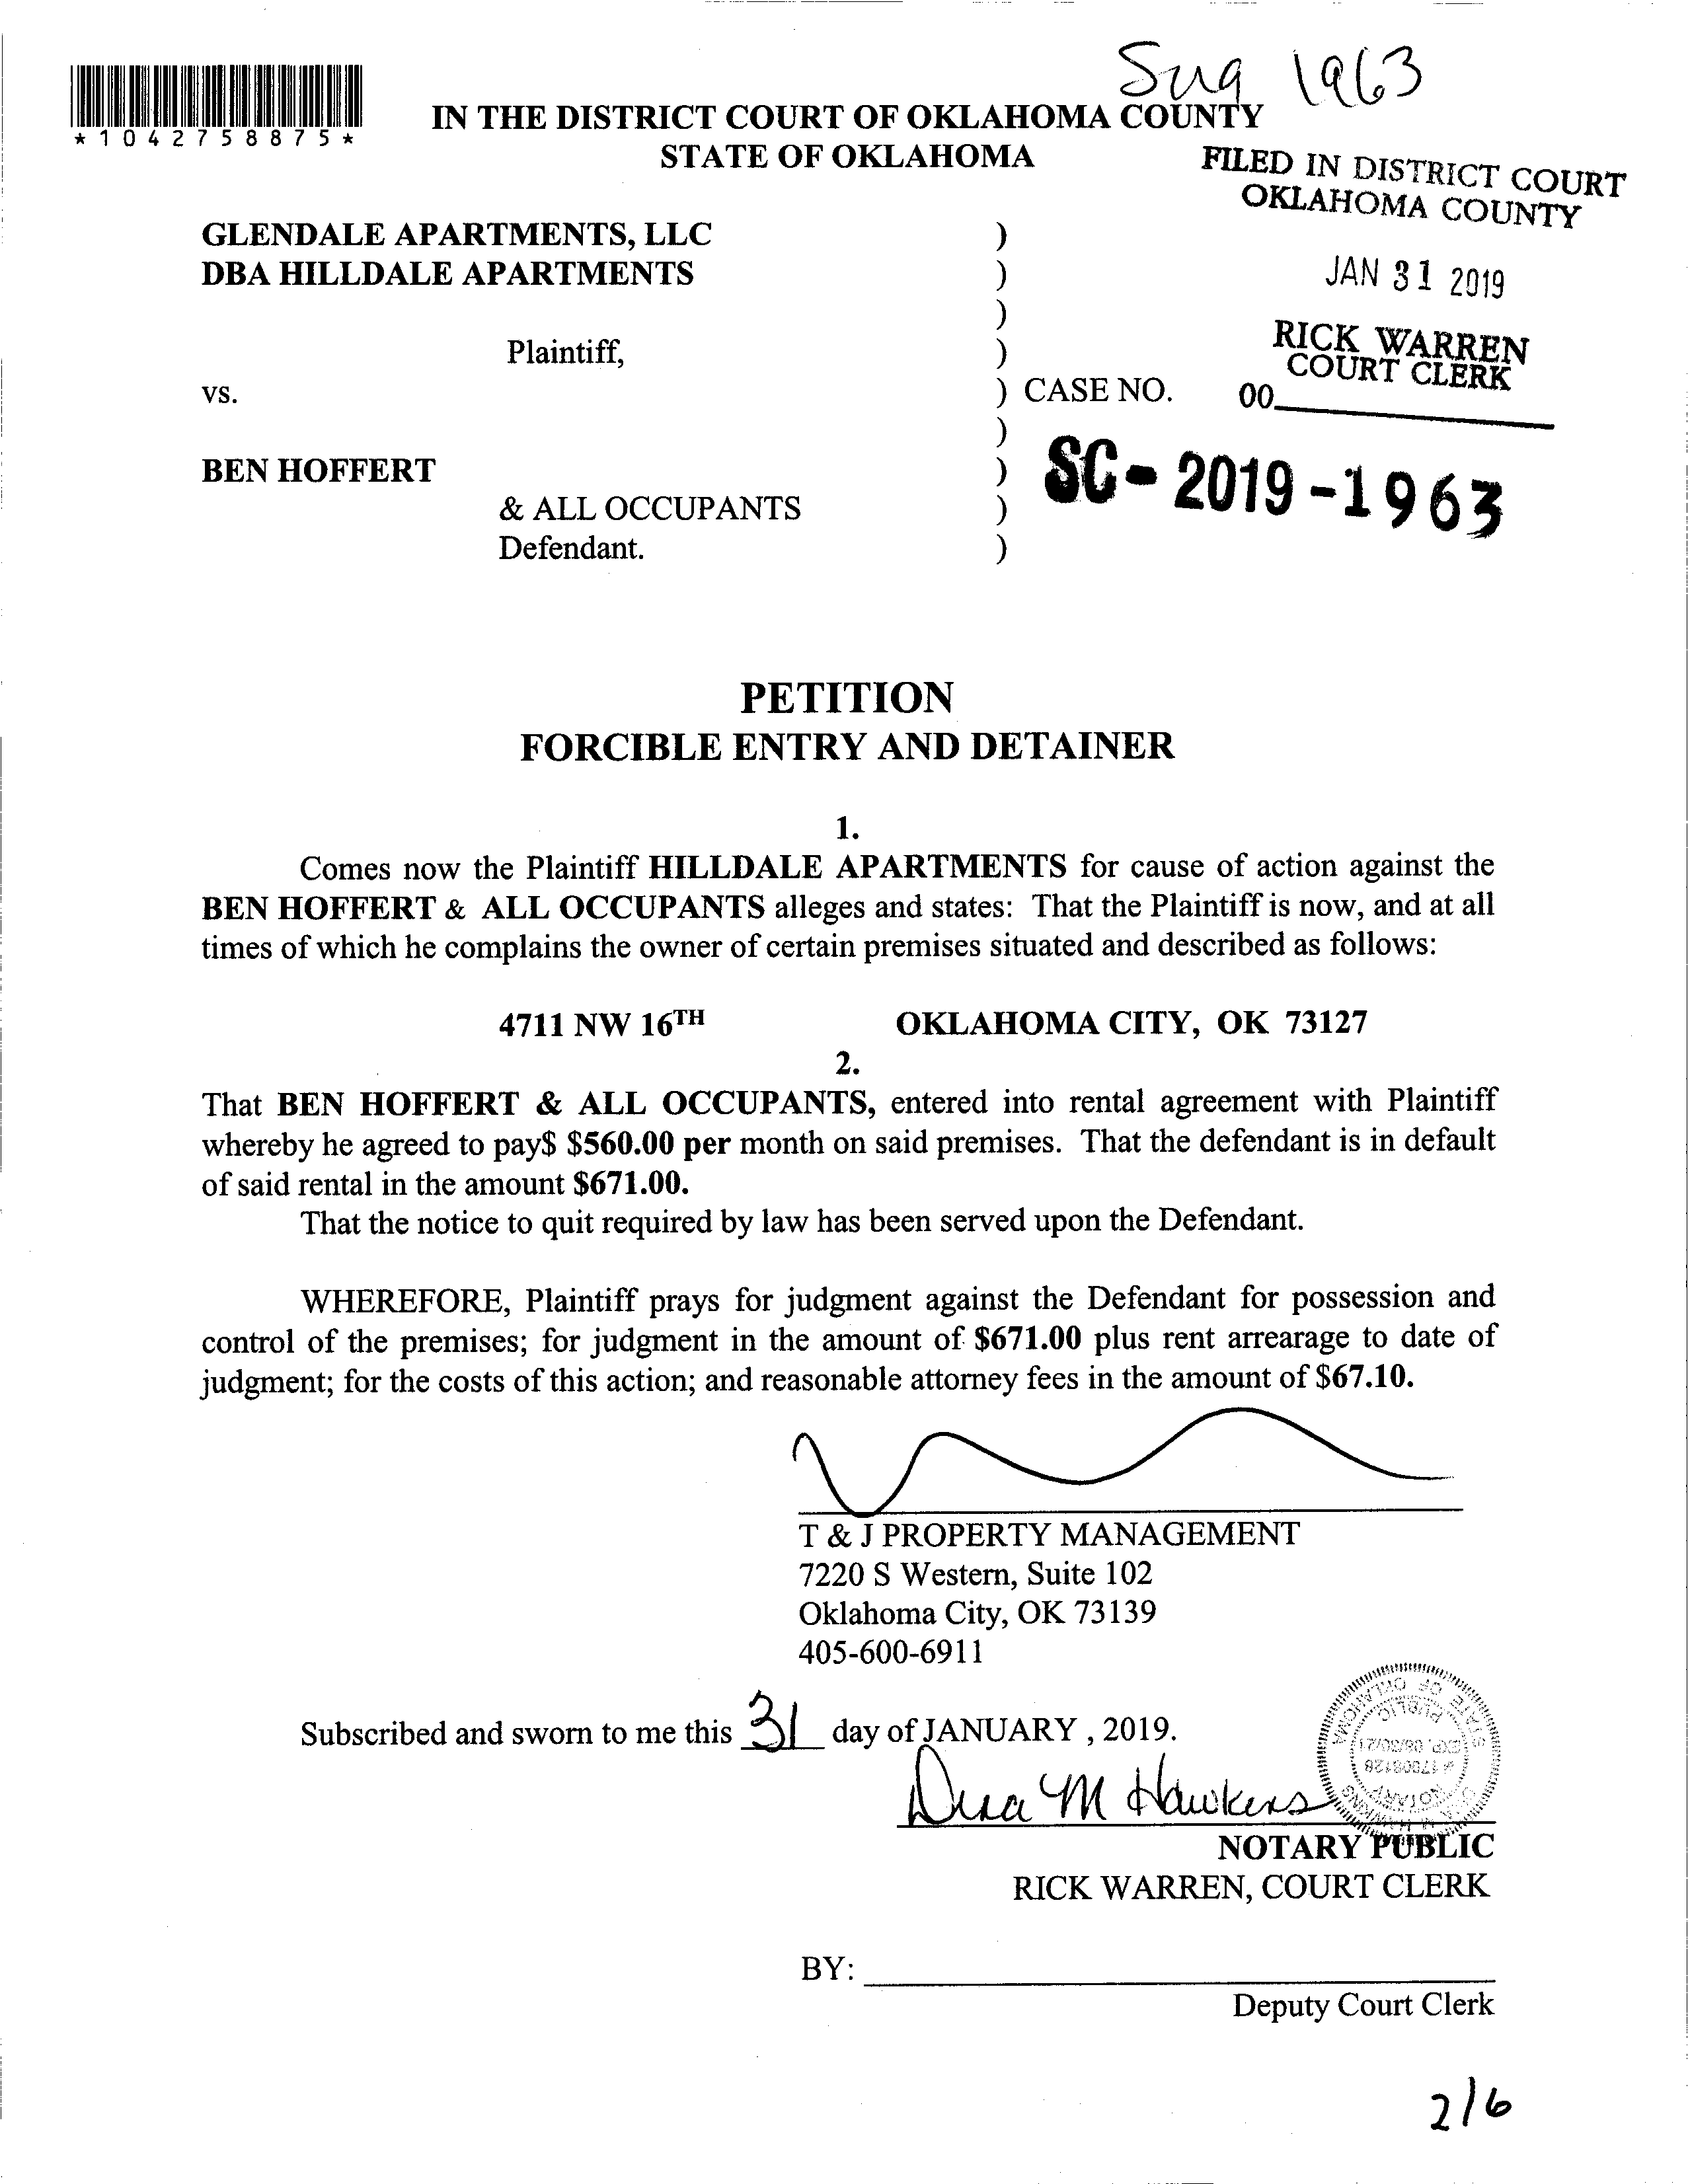 Sug 1963
*1042758875*
IN THE DISTRICT COURT OF OKLAHOMA COUNTY
STATE OF OKLAHOMA
FILED IN DISTRICT COURT
OKLAHOMA COUNTY
GLENDALE APARTMENTS, LLC )
DBA HILLDALE APARTMENTS )
JAN 31 2019
)
Plaintiff, )
RICK WARREN
COURT CLERK
vs. ) CASE NO. 00
)
BEN HOFFERT )
SC-2019-1963
& ALL OCCUPANTS )
Defendant. )
PETITION
FORCIBLE ENTRY AND DETAINER
1.
Comes now the Plaintiff HILLDALE APARTMENTS for cause of action against the
BEN HOFFERT & ALL OCCUPANTS alleges and states: That the Plaintiff is now, and at all
times of which he complains the owner of certain premises situated and described as follows:
4711 NW 16TH OKLAHOMA CITY, OK 73127
2.
That BEN HOFFERT & ALL OCCUPANTS, entered into rental agreement with Plaintiff
whereby he agreed to pay$ $560.00 per month on said premises. That the defendant is in default
of said rental in the amount $671.00.
That the notice to quit required by law has been served upon the Defendant.
WHEREFORE, Plaintiff prays for judgment against the Defendant for possession and
control of the premises; for judgment in the amount of $671.00 plus rent arrearage to date of
judgment; for the costs of this action; and reasonable attorney fees in the amount of $67.10.
T & J PROPERTY MANAGEMENT
7220 S Western, Suite 102
Oklahoma City, OK 73139
405-600-6911
Subscribed and sworn to me this 31 day of JANUARY , 2019.
M Hawkins
NOTARY PUBLIC
RICK WARREN, COURT CLERK
BY:
Deputy Court Clerk
2/6